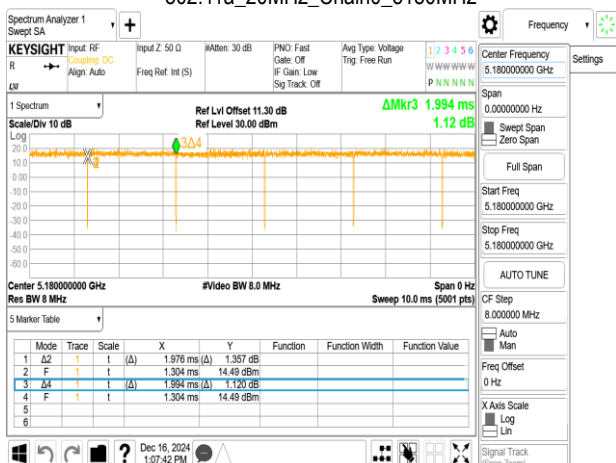 802.11a_20MHz_Chain0_5180MHz
Spectrum Analyzer 1
Swept SA
+
Frequency
KEYSIGHT
R
LXI
Input: RF
Coupling: DC
Align: Auto
Input Z: 50 Ω
Freq Ref: Int (S)
#Atten: 30 dB
PNO: Fast
Gate: Off
IF Gain: Low
Sig Track: Off
Avg Type: Voltage
Trig: Free Run
1 2 3 4 5 6
W W W W W W
P N N N N N
Center Frequency
5.180000000 GHz
Settings
Span
0.00000000 Hz
Swept Span
Zero Span
Full Span
Start Freq
5.180000000 GHz
Stop Freq
5.180000000 GHz
AUTO TUNE
CF Step
8.000000 MHz
Auto
Man
Freq Offset
0 Hz
X Axis Scale
Log
Lin
Signal Track
(Span Zoom)
1 Spectrum
Scale/Div 10 dB
Ref Lvl Offset 11.30 dB
Ref Level 30.00 dBm
ΔMkr3 1.994 ms
1.12 dB
Log
20.0
10.0
0.00
-10.0
-20.0
-30.0
-40.0
-50.0
-60.0
3Δ4
Center 5.180000000 GHz
Res BW 8 MHz
#Video BW 8.0 MHz
Span 0 Hz
Sweep 10.0 ms (5001 pts)
5 Marker Table
Mode Trace Scale X Y Function Function Width Function Value
1 Δ2 1 t (Δ) 1.976 ms (Δ) 1.357 dB
2 F 1 t 1.304 ms 14.49 dBm
3 Δ4 1 t (Δ) 1.994 ms (Δ) 1.120 dB
4 F 1 t 1.304 ms 14.49 dBm
5
6
?
Dec 16, 2024
1:07:42 PM